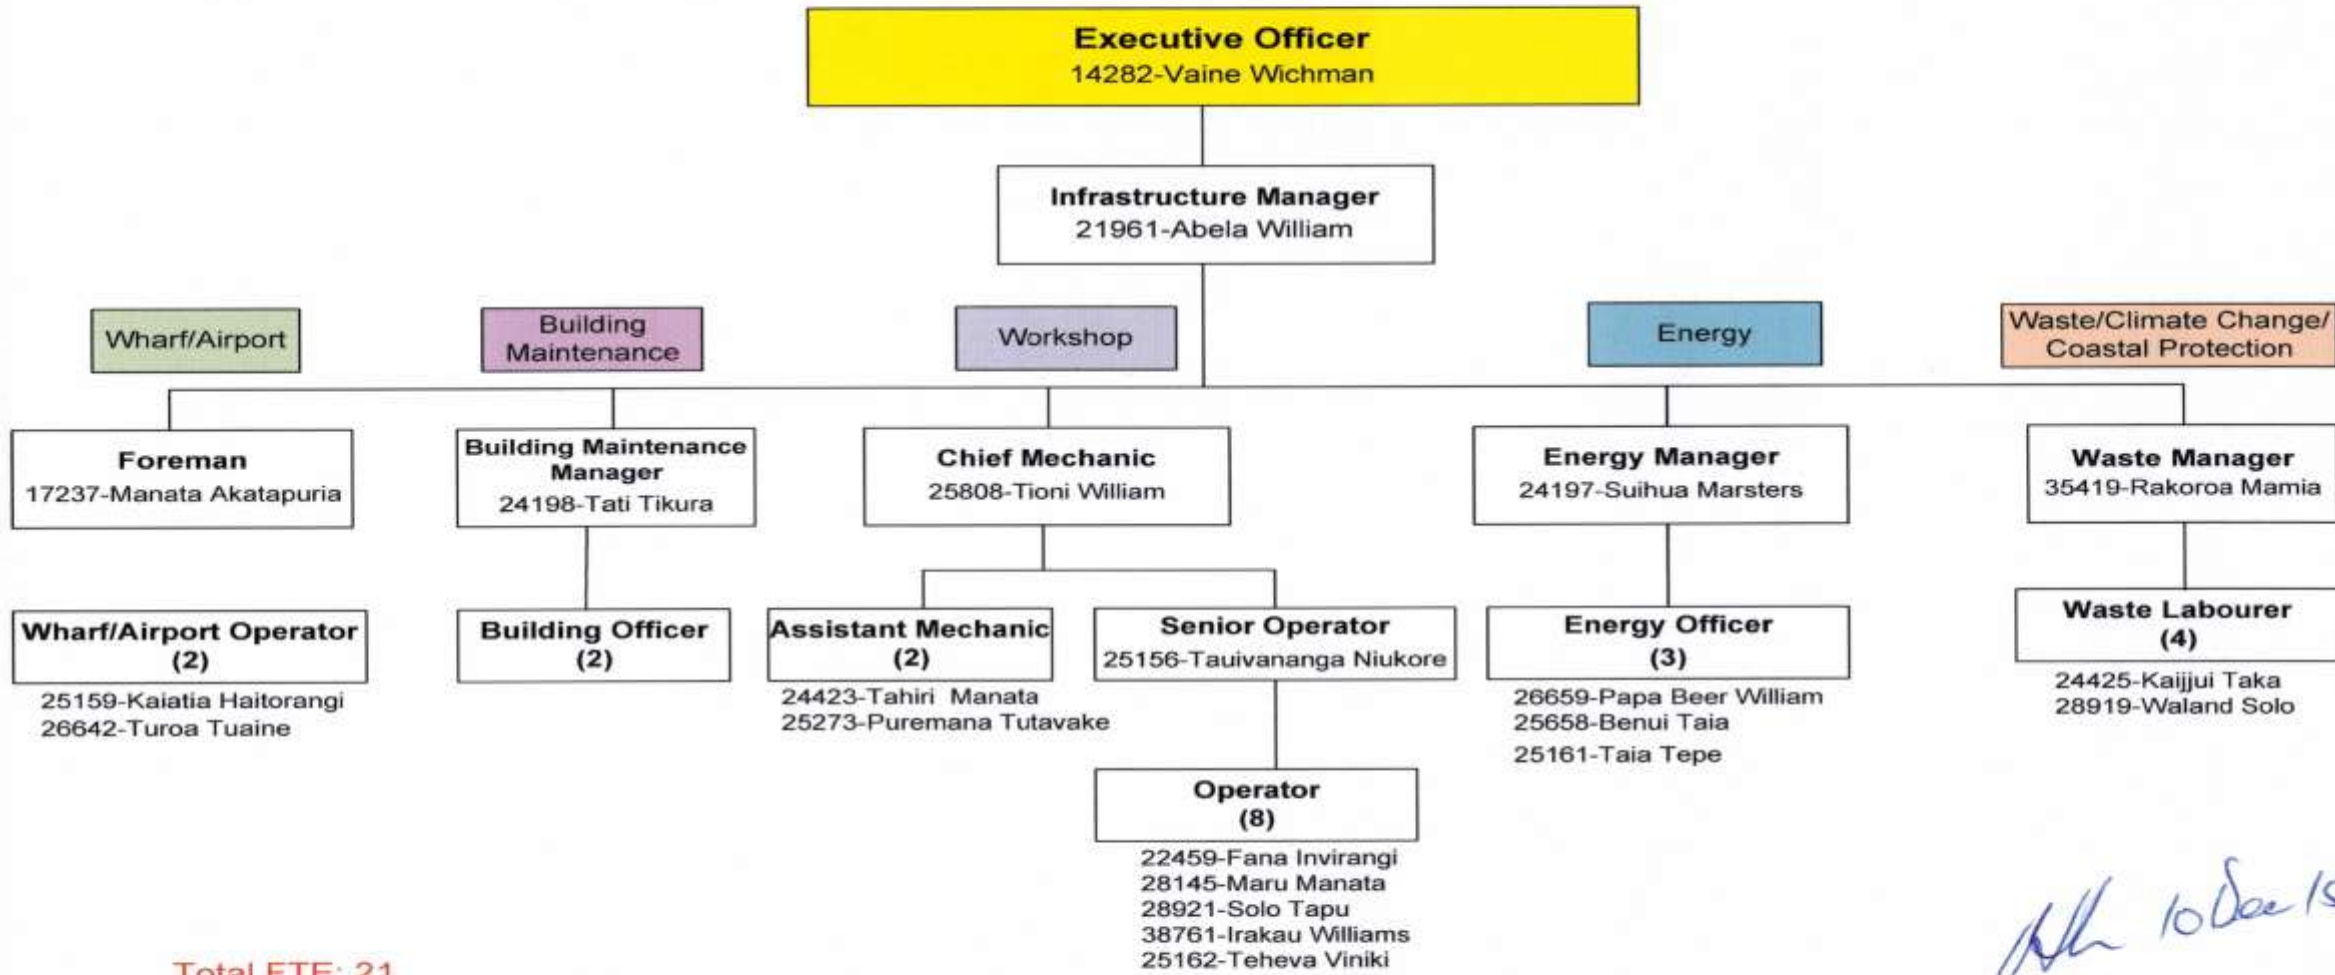 Executive Officer
14282-Vaine Wichman
Infrastructure Manager
21961-Abela William
Wharf/Airport
Building
Maintenance
Workshop
Energy
Waste/Climate Change/
Coastal Protection
Foreman
17237-Manata Akatapuria
Building Maintenance
Manager
24198-Tati Tikura
Chief Mechanic
25808-Tioni William
Energy Manager
24197-Suihua Marsters
Waste Manager
35419-Rakoroa Mamia
Wharf/Airport Operator
(2)
25159-Kaiatia Haitorangi
26642-Turoa Tuaine
Building Officer
(2)
Assistant Mechanic
(2)
24423-Tahiri Manata
25273-Puremana Tutavake
Senior Operator
25156-Tauivananga Niukore
Operator
(8)
22459-Fana Invirangi
28145-Maru Manata
28921-Solo Tapu
38761-Irakau Williams
25162-Teheva Viniki
Energy Officer
(3)
26659-Papa Beer William
25658-Benui Taia
25161-Taia Tepe
Waste Labourer
(4)
24425-Kaijjui Taka
28919-Waland Solo
Total FTE: 21
10 Dec 15